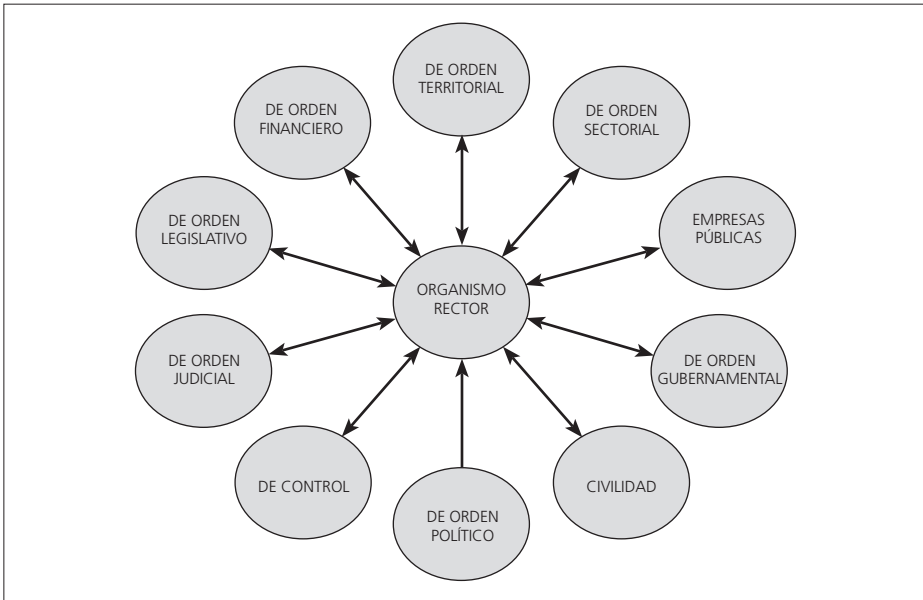 DE ORDEN
TERRITORIAL
DE ORDEN
FINANCIERO
DE ORDEN
SECTORIAL
DE ORDEN
LEGISLATIVO
EMPRESAS
PÚBLICAS
ORGANISMO
RECTOR
DE ORDEN
JUDICIAL
DE ORDEN
GUBERNAMENTAL
DE CONTROL
CIVILIDAD
DE ORDEN
POLÍTICO